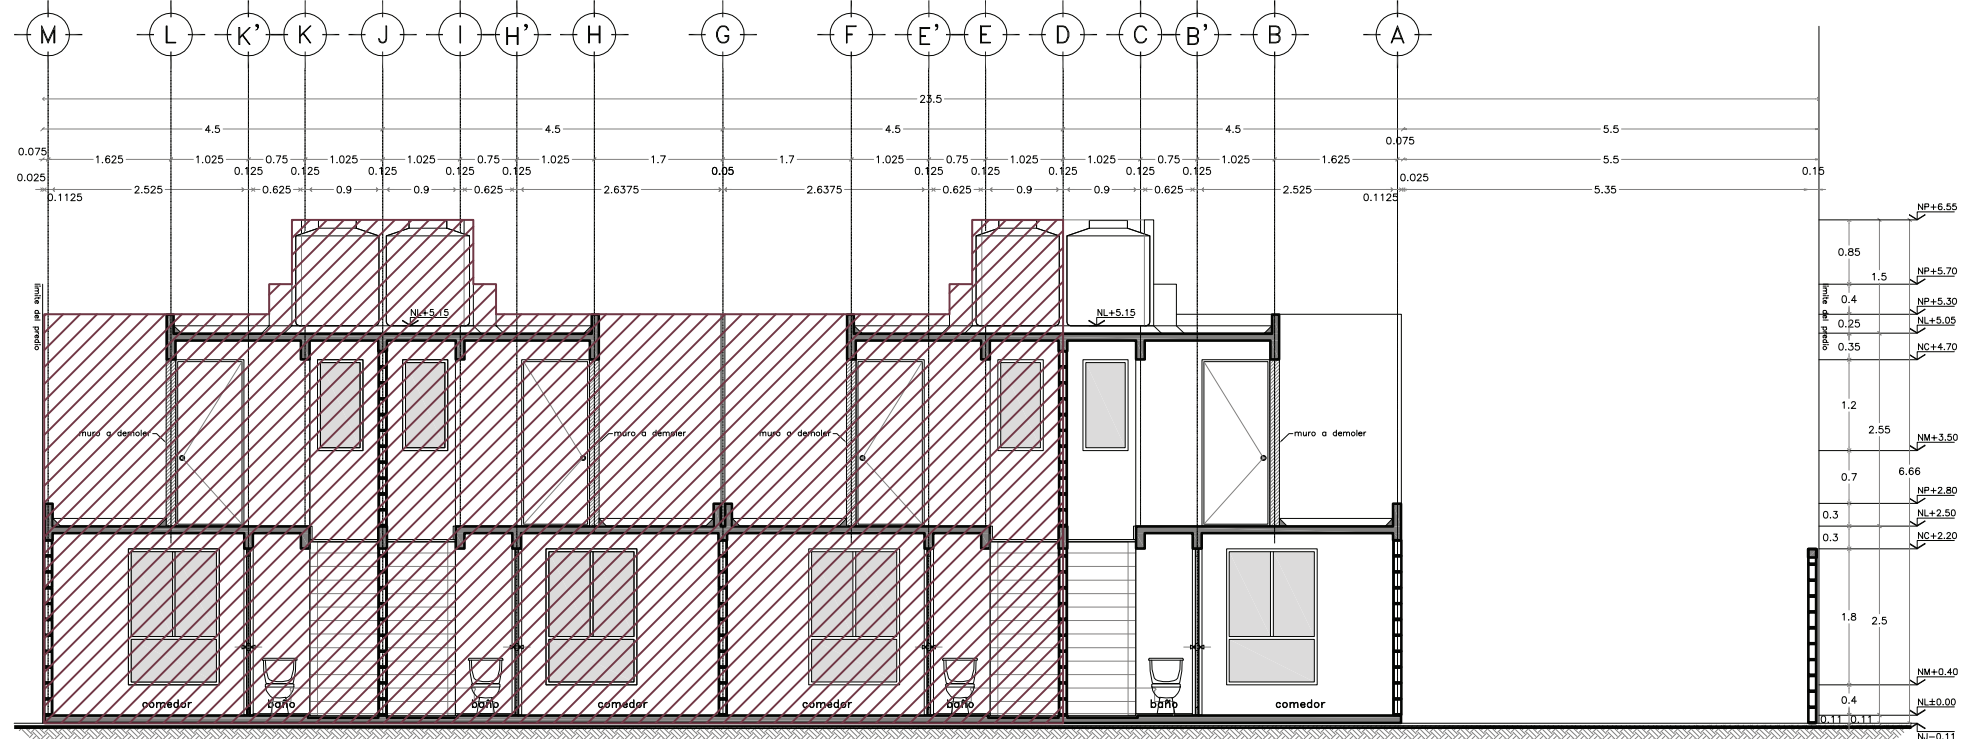 M L K' K J I H' H G F E' E D C B' B A
23.5
4.5 4.5 4.5 4.5 5.5
0.075
0.075 1.625 1.025 0.75 1.025 1.025 0.75 1.025 1.7 1.7 1.025 0.75 1.025 1.025 0.75 1.025 1.625 5.5
0.025 0.125 0.125 0.125 0.125 0.125 0.05 0.125 0.125 0.125 0.125 0.125 0.025 0.15
2.525 0.625 0.9 0.9 0.625 2.6375 2.6375 0.625 0.9 0.9 0.625 2.525 5.35
0.1125 0.1125
NP+6.55
0.85
NP+5.70
1.5
0.4
NP+5.30
0.25
NL+5.05
0.35
NC+4.70
limite del predio
limite del predio
NL+5.15 NL+5.15
1.2
2.55
muro a demoler muro a demoler muro a demoler muro a demoler
NM+3.50
6.66
0.7
NP+2.80
0.3
NL+2.50
0.3
NC+2.20
1.8 2.5
NM+0.40
0.4
comedor baño baño comedor comedor baño baño comedor
NL±0.00
0.11 0.11
NJ-0.11